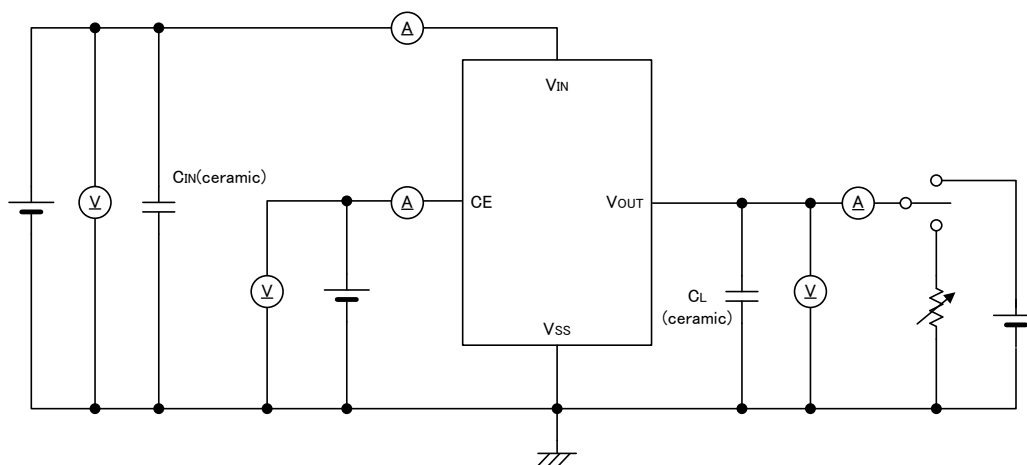 A
VIN
CIN(ceramic)
V
A
CE
VOUT
A
V
CL
(ceramic)
V
VSS